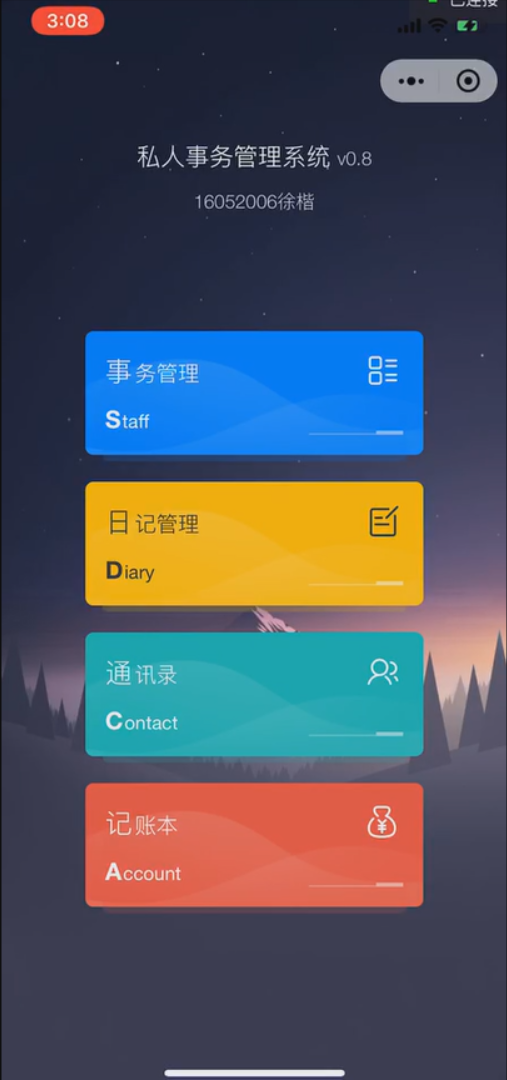 已连接
3:08
私人事务管理系统 v0.8
16052006徐楷
事务管理
Staff
日记管理
Diary
通讯录
Contact
记账本
Account